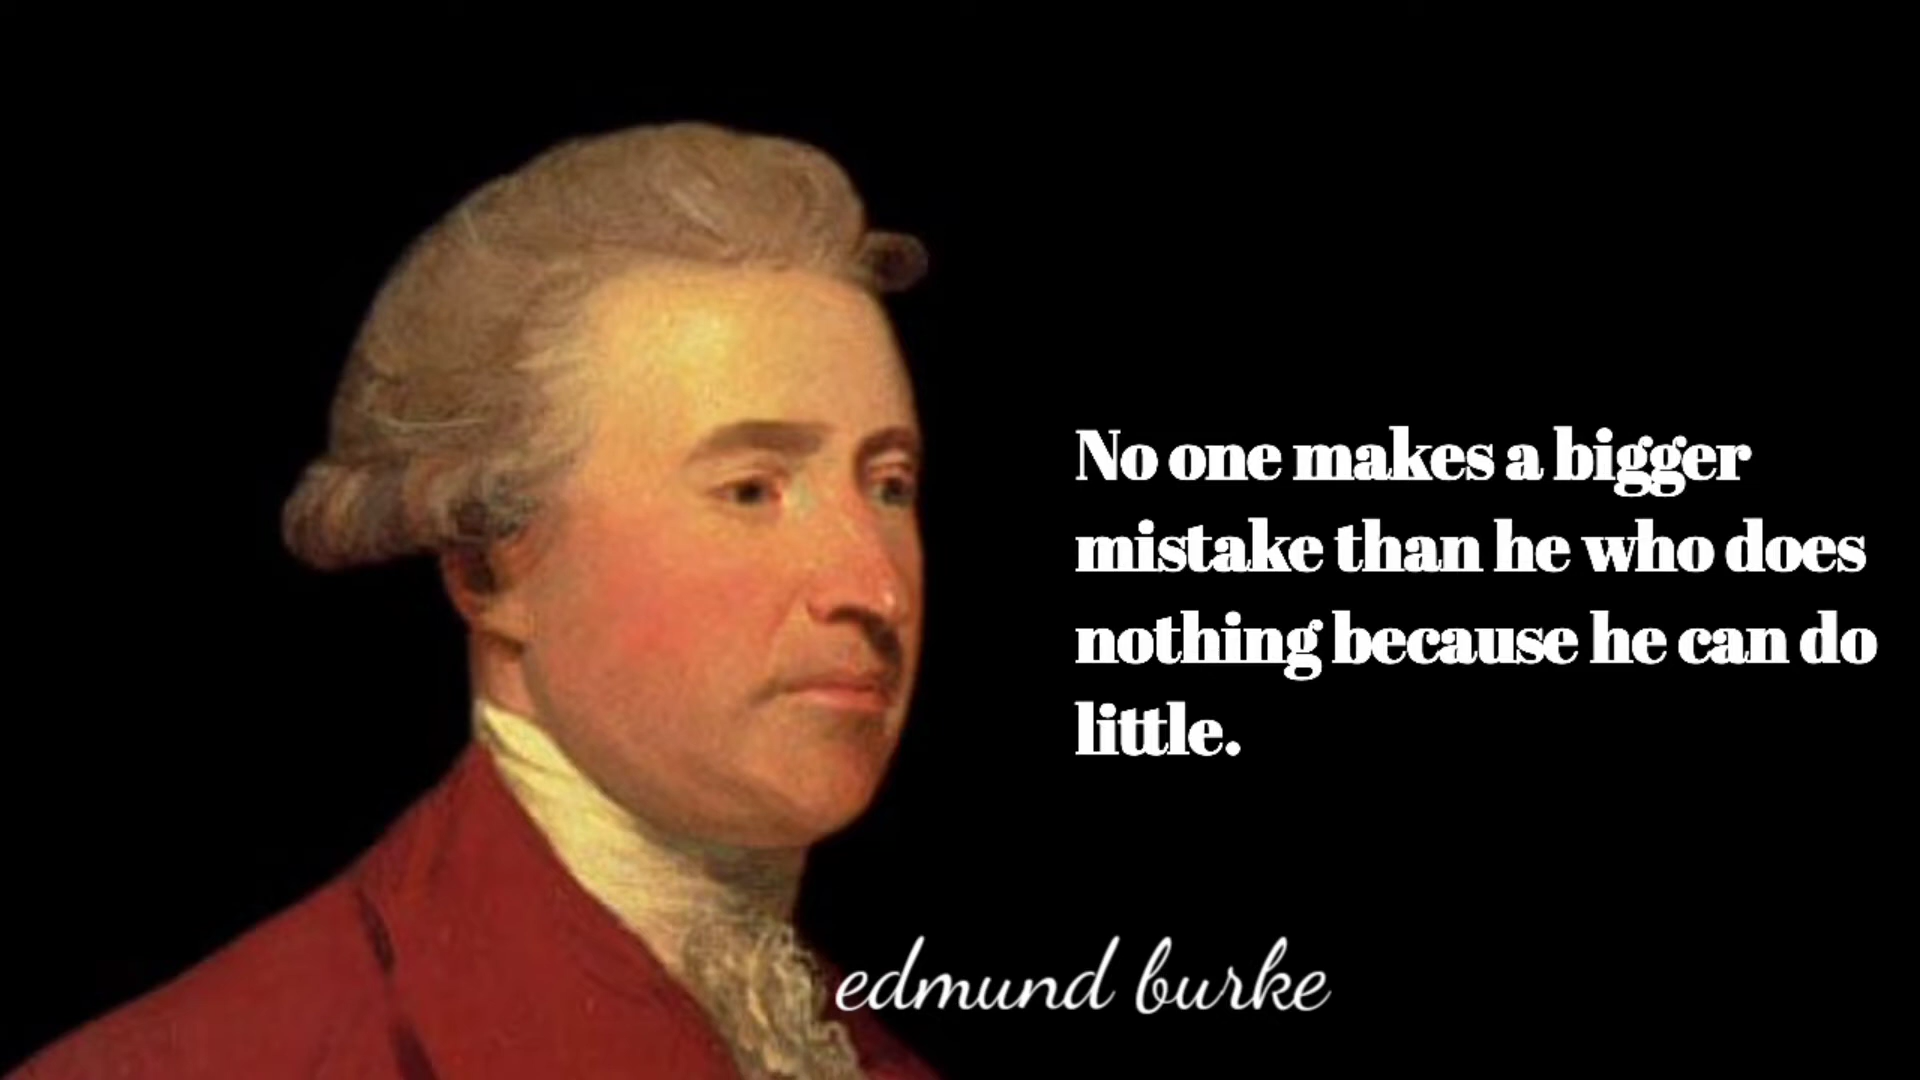 No one makes a bigger
mistake than he who does
nothing because he can do
little.
edmund burke